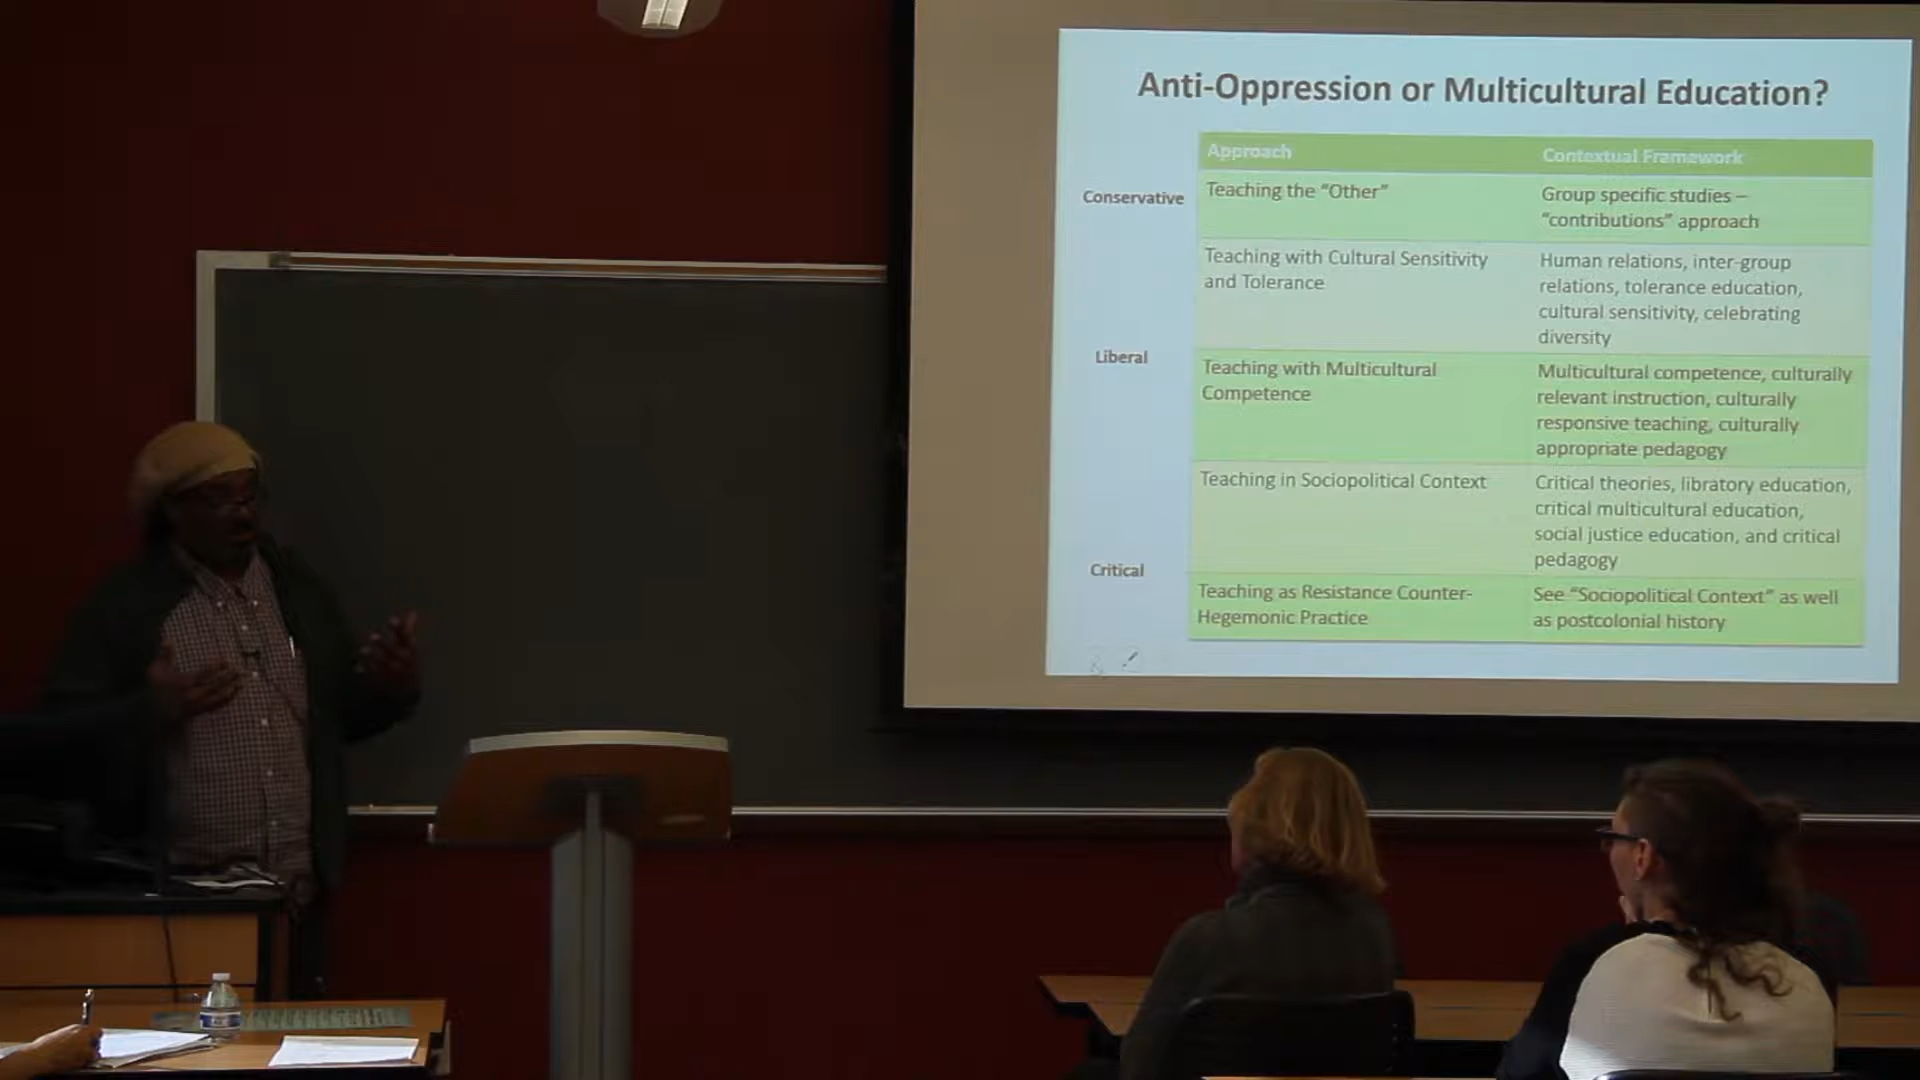 Anti-Oppression or Multicultural Education?
Approach
Contextual Framework
Conservative
Teaching the “Other”
Group specific studies –
“contributions” approach
Teaching with Cultural Sensitivity
and Tolerance
Human relations, inter-group
relations, tolerance education,
cultural sensitivity, celebrating
diversity
Liberal
Teaching with Multicultural
Competence
Multicultural competence, culturally
relevant instruction, culturally
responsive teaching, culturally
appropriate pedagogy
Teaching in Sociopolitical Context
Critical theories, libratory education,
critical multicultural education,
social justice education, and critical
pedagogy
Critical
Teaching as Resistance Counter-
Hegemonic Practice
See “Sociopolitical Context” as well
as postcolonial history